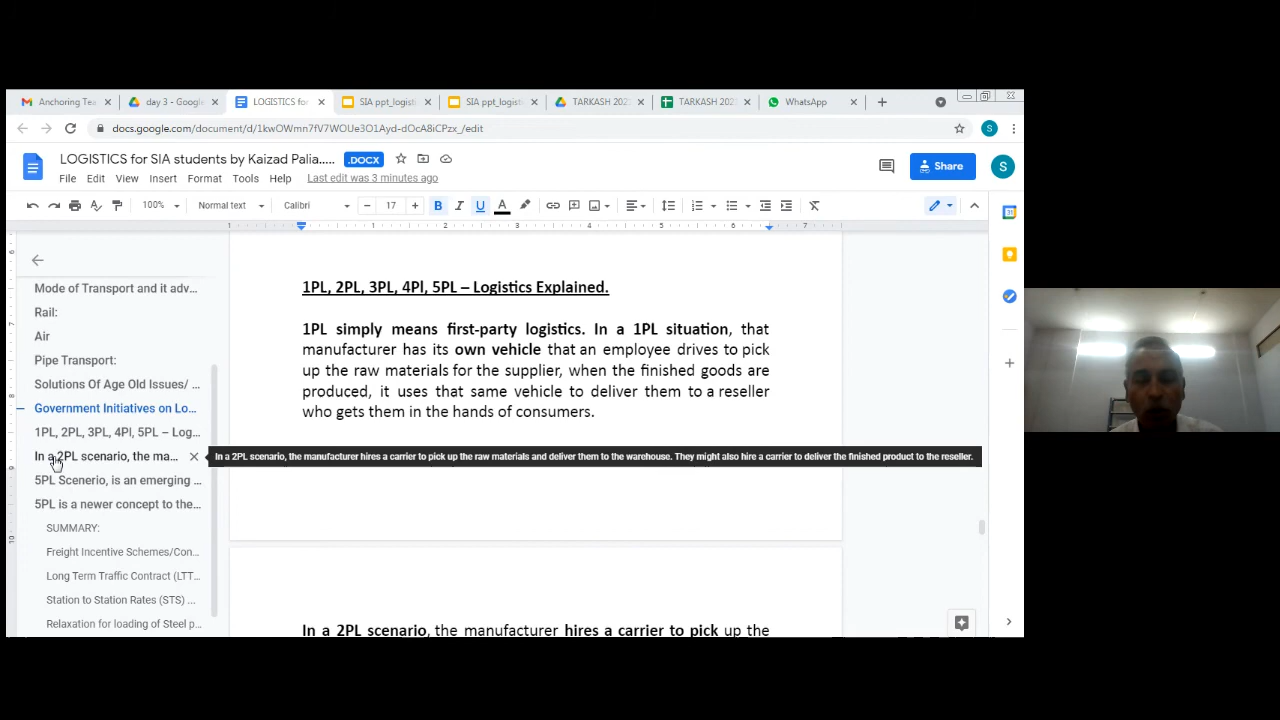 Anchoring Tea
day 3 - Google
LOGISTICS for
SIA ppt_logist
SIA ppt_logist
TARKASH 202
TARKASH 202
WhatsApp
docs.google.com/document/d/1kwOWmn7fV7WOUe3O1Ayd-dOcA8iCPzx_/edit
S
LOGISTICS for SIA students by Kaizad Palia.....
.DOCX
Share
S
File Edit View Insert Format Tools Help Last edit was 3 minutes ago
100% Normal text Calibri 17 B I U A
1 1 2 3 4 5 6 7
Mode of Transport and it adv...
Rail:
Air
Pipe Transport:
Solutions Of Age Old Issues/ ...
Government Initiatives on Lo...
1PL, 2PL, 3PL, 4Pl, 5PL – Log...
In a 2PL scenario, the ma...
5PL Scenerio, is an emerging ...
5PL is a newer concept to the...
SUMMARY:
Freight Incentive Schemes/Con...
Long Term Traffic Contract (LTT...
Station to Station Rates (STS) ...
Relaxation for loading of Steel p...
1PL, 2PL, 3PL, 4Pl, 5PL – Logistics Explained.
1PL simply means first-party logistics. In a 1PL situation, that
manufacturer has its own vehicle that an employee drives to pick
up the raw materials for the supplier, when the finished goods are
produced, it uses that same vehicle to deliver them to a reseller
who gets them in the hands of consumers.
In a 2PL scenario, the manufacturer hires a carrier to pick up the raw materials and deliver them to the warehouse. They might also hire a carrier to deliver the finished product to the reseller.
In a 2PL scenario, the manufacturer hires a carrier to pick up the